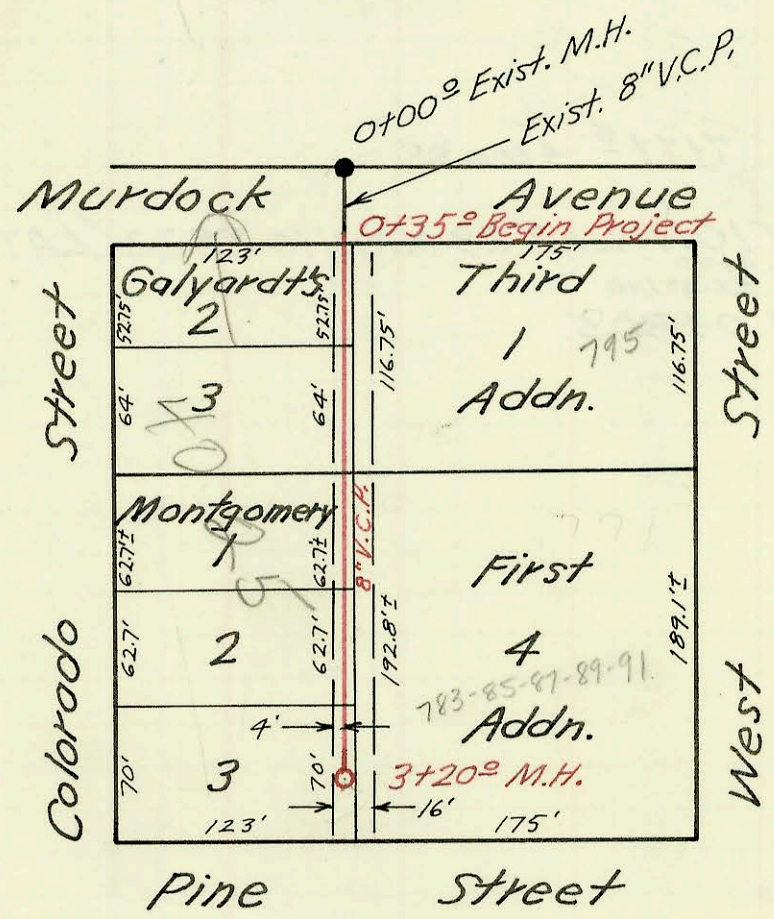 0+00º Exist. M.H.
Exist. 8" V.C.P.
Murdock Avenue
0+35º Begin Project
123'
175'
Galyardt's Third
2
52.75'
52.75'
1
795
116.75'
116.75'
3
Addn.
64'
64'
Street
Street
Montgomery First
1
62.7'±
62.7'±
8" V.C.P.
2
62.7'
62.7'
192.8'±
4
189.1'±
783-85-87-89-91
Addn.
4'
3
70'
70'
3+20º M.H.
123'
16'
175'
Colorado
West
Pine Street